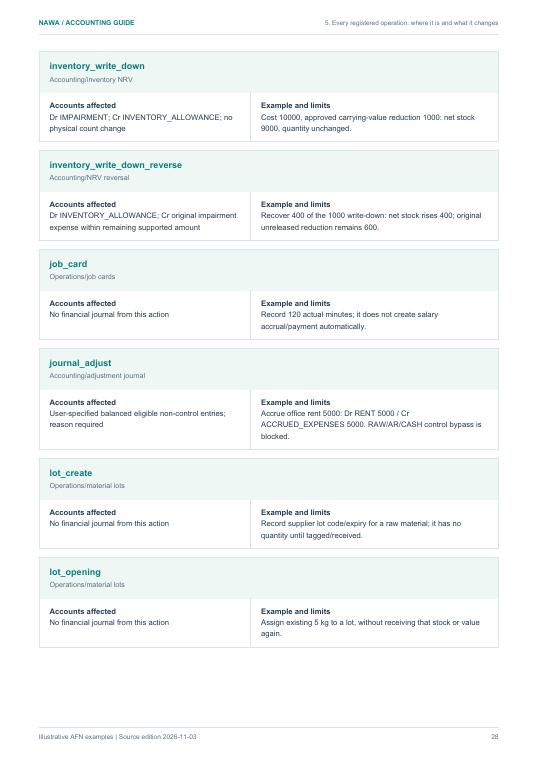 NAWA / ACCOUNTING GUIDE
5. Every registered operation: where it is and what it changes
inventory_write_down
Accounting/inventory NRV
Accounts affected
Dr IMPAIRMENT; Cr INVENTORY_ALLOWANCE; no
physical count change
Example and limits
Cost 10000, approved carrying-value reduction 1000: net stock
9000, quantity unchanged.
inventory_write_down_reverse
Accounting/NRV reversal
Accounts affected
Dr INVENTORY_ALLOWANCE; Cr original impairment
expense within remaining supported amount
Example and limits
Recover 400 of the 1000 write-down: net stock rises 400; original
unreleased reduction remains 600.
job_card
Operations/job cards
Accounts affected
No financial journal from this action
Example and limits
Record 120 actual minutes; it does not create salary
accrual/payment automatically.
journal_adjust
Accounting/adjustment journal
Accounts affected
User-specified balanced eligible non-control entries;
reason required
Example and limits
Accrue office rent 5000: Dr RENT 5000 / Cr
ACCRUED_EXPENSES 5000. RAW/AR/CASH control bypass is
blocked.
lot_create
Operations/material lots
Accounts affected
No financial journal from this action
Example and limits
Record supplier lot code/expiry for a raw material; it has no
quantity until tagged/received.
lot_opening
Operations/material lots
Accounts affected
No financial journal from this action
Example and limits
Assign existing 5 kg to a lot, without receiving that stock or value
again.
Illustrative AFN examples | Source edition 2026-11-03
28